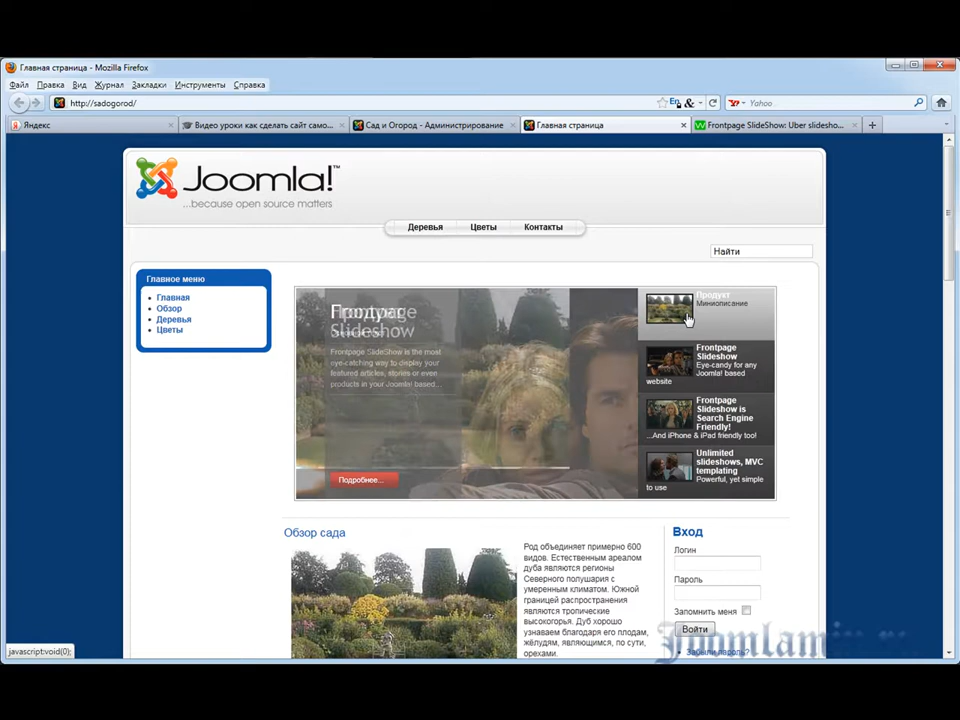 Главная страница - Mozilla Firefox
Файл Правка Вид Журнал Закладки Инструменты Справка
http://sadogorod/
Yahoo
Яндекс
Видео уроки как сделать сайт само...
Сад и Огород - Администрирование
Главная страница
Frontpage SlideShow: Uber slidesho...
Joomla!™
...because open source matters
Деревья Цветы Контакты
Найти
Главное меню
Главная
Обзор
Деревья
Цветы
Frontpage
Slideshow
Frontpage SlideShow is the most
eye-catching way to display your
featured articles, stories or even
products in your Joomla! based...
Подробнее...
Продукт
Миниописание
Frontpage
Slideshow
Eye-candy for any
Joomla! based
website
Frontpage
Slideshow is
Search Engine
Friendly!
...And iPhone & iPad friendly too!
Unlimited
slideshows, MVC
templating
Powerful, yet simple
to use
Обзор сада
Род объединяет примерно 600
видов. Естественным ареалом
дуба являются регионы
Северного полушария с
умеренным климатом. Южной
границей распространения
являются тропические
высокогорья. Дуб хорошо
узнаваем благодаря его плодам,
жёлудям, являющимся, по сути,
орехами.
Вход
Логин
Пароль
Запомнить меня
Войти
Забыли пароль?
javascript:void(0);